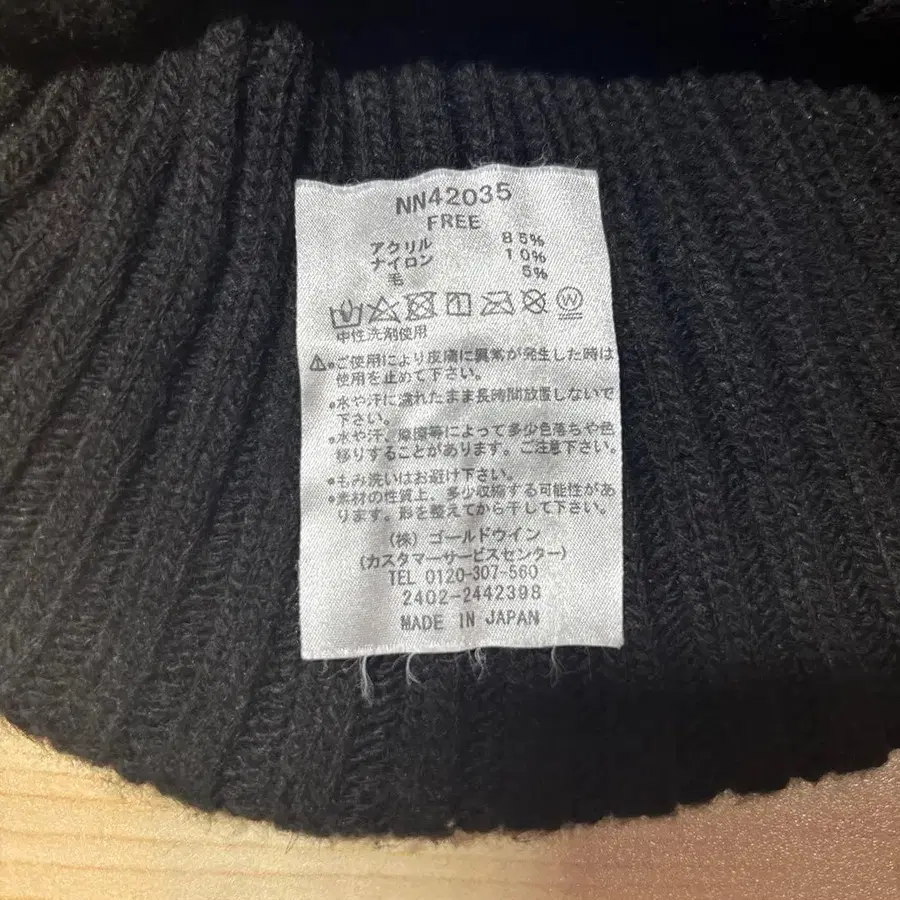 NN42035
FREE
アクリル 85%
ナイロン 10%
毛 5%
中性洗剤使用
⚠●ご使用により皮膚に異常が発生した時は
使用を止めて下さい。
●水や汗に濡れたまま長時間放置しないで
下さい。
●水や汗、摩擦等によって多少色落ちや色
移りすることがあります。ご注意下さい。
●もみ洗いはお避け下さい。
●素材の性質上、多少収縮する可能性があ
ります。形を整えてから干して下さい。
(株) ゴールドウイン
(カスタマーサービスセンター)
TEL 0120-307-560
2402-2442398
MADE IN JAPAN